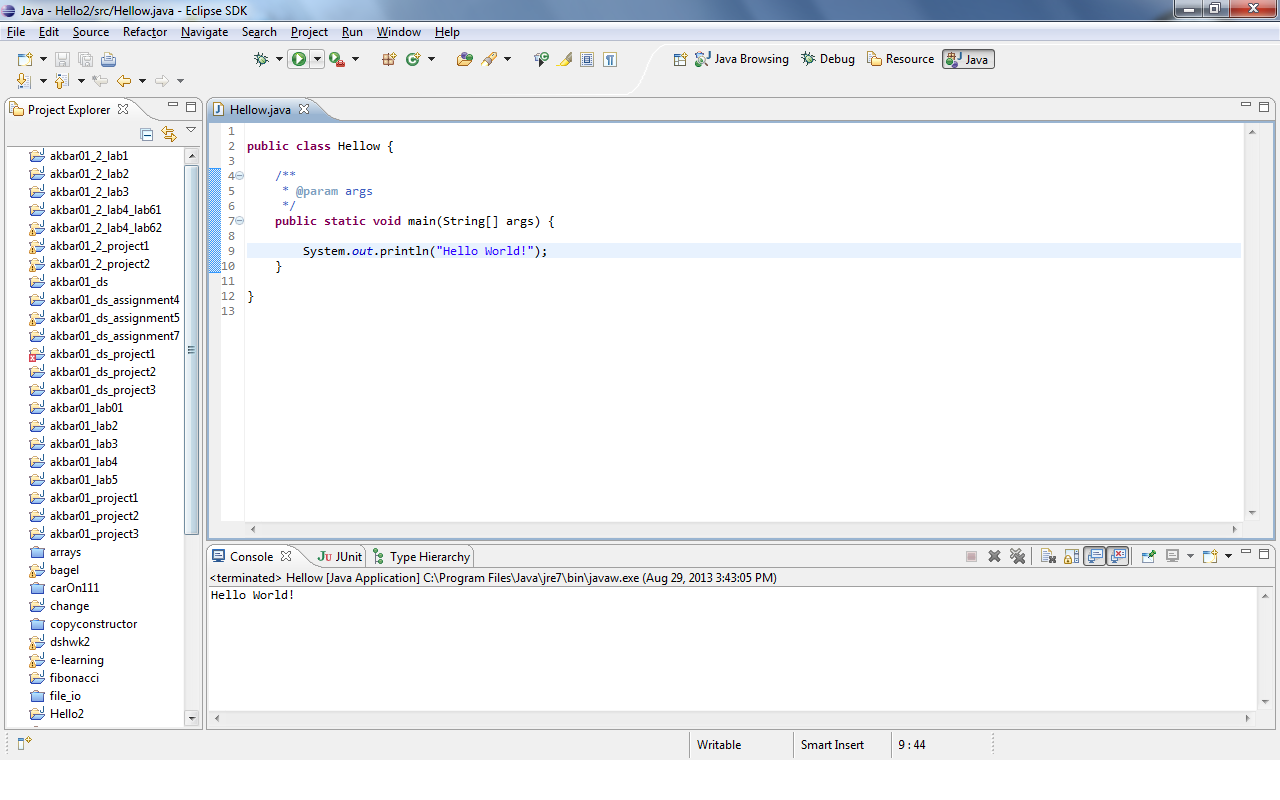 Java - Hello2/src/Hellow.java - Eclipse SDK
File Edit Source Refactor Navigate Search Project Run Window Help
Java Browsing Debug Resource Java
Project Explorer
akbar01_2_lab1
akbar01_2_lab2
akbar01_2_lab3
akbar01_2_lab4_lab61
akbar01_2_lab4_lab62
akbar01_2_project1
akbar01_2_project2
akbar01_ds
akbar01_ds_assignment4
akbar01_ds_assignment5
akbar01_ds_assignment7
akbar01_ds_project1
akbar01_ds_project2
akbar01_ds_project3
akbar01_lab01
akbar01_lab2
akbar01_lab3
akbar01_lab4
akbar01_lab5
akbar01_project1
akbar01_project2
akbar01_project3
arrays
bagel
carOn111
change
copyconstructor
dshwk2
e-learning
fibonacci
file_io
Hello2
Hellow.java
1
2 public class Hellow {
3
4 /**
5 * @param args
6 */
7 public static void main(String[] args) {
8
9 System.out.println("Hello World!");
10 }
11
12 }
13
Console JUnit Type Hierarchy
<terminated> Hellow [Java Application] C:\Program Files\Java\jre7\bin\javaw.exe (Aug 29, 2013 3:43:05 PM)
Hello World!
Writable Smart Insert 9 : 44